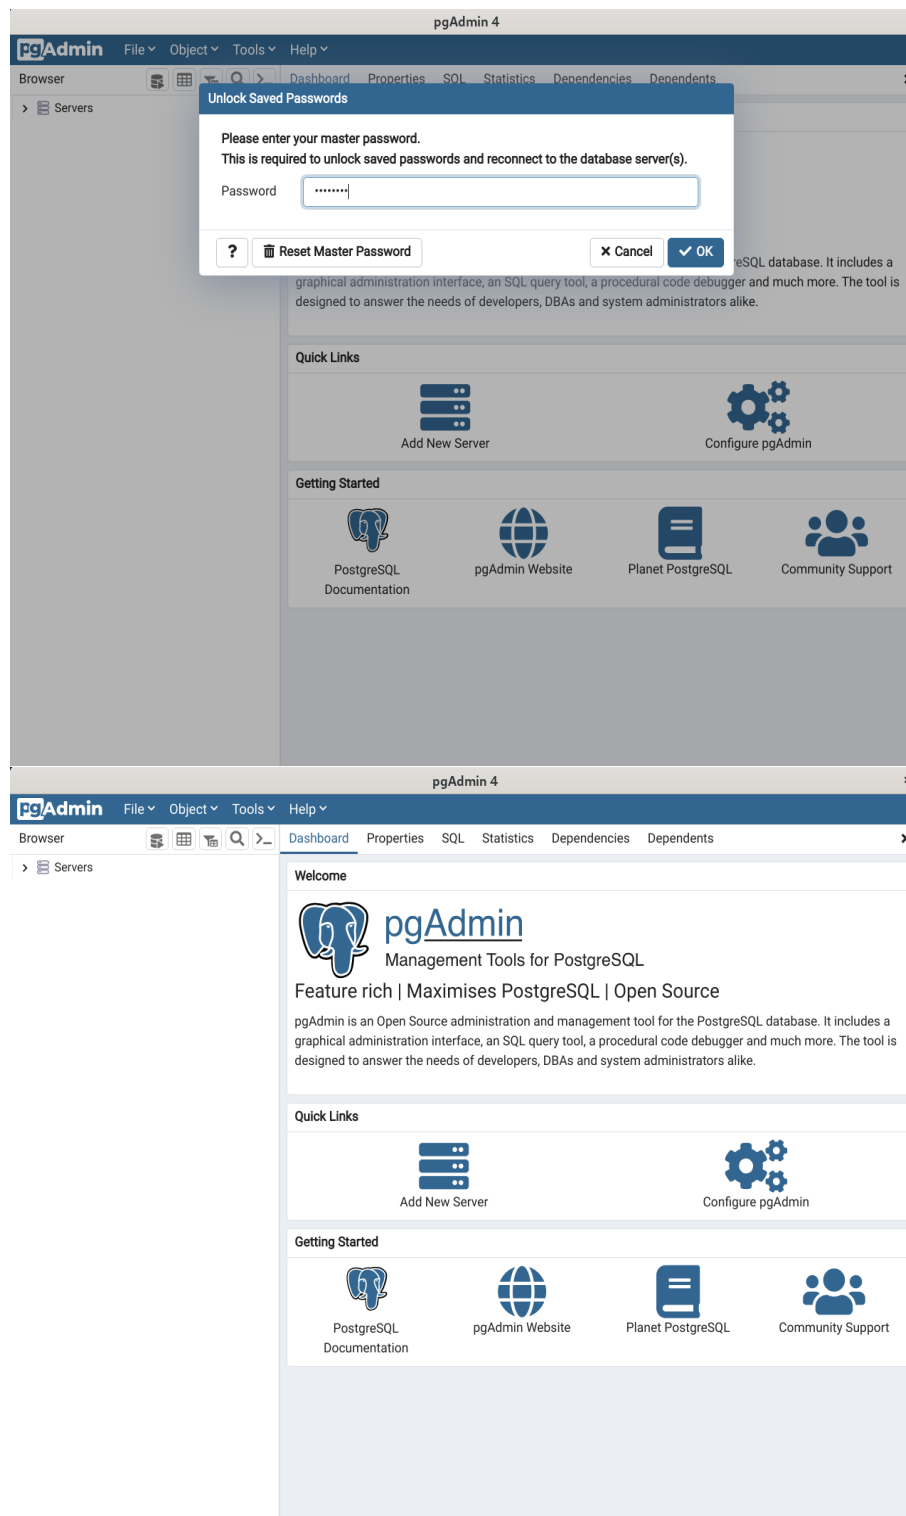 pgAdmin 4
pgAdmin File Object Tools Help
Browser Dashboard Properties SQL Statistics Dependencies Dependents
Servers
Unlock Saved Passwords
Please enter your master password.
This is required to unlock saved passwords and reconnect to the database server(s).
Password ••••••••
? Reset Master Password Cancel OK
reSQL database. It includes a
graphical administration interface, an SQL query tool, a procedural code debugger and much more. The tool is
designed to answer the needs of developers, DBAs and system administrators alike.
Quick Links
Add New Server Configure pgAdmin
Getting Started
PostgreSQL pgAdmin Website Planet PostgreSQL Community Support
Documentation
pgAdmin 4
pgAdmin File Object Tools Help
Browser Dashboard Properties SQL Statistics Dependencies Dependents
Servers
Welcome
pgAdmin
Management Tools for PostgreSQL
Feature rich | Maximises PostgreSQL | Open Source
pgAdmin is an Open Source administration and management tool for the PostgreSQL database. It includes a
graphical administration interface, an SQL query tool, a procedural code debugger and much more. The tool is
designed to answer the needs of developers, DBAs and system administrators alike.
Quick Links
Add New Server Configure pgAdmin
Getting Started
PostgreSQL pgAdmin Website Planet PostgreSQL Community Support
Documentation